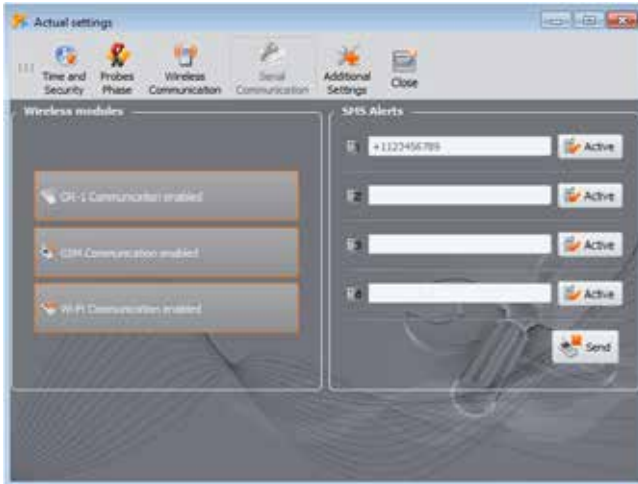 Actual settings
Time and Security
Probes Phase
Wireless Communication
Serial Communication
Additional Settings
Close
Wireless modules
OR-1 Communication enabled
GSM Communication enabled
Wi-Fi Communication enabled
SMS Alerts
1 +1123456789 Active
2 Active
3 Active
4 Active
Send